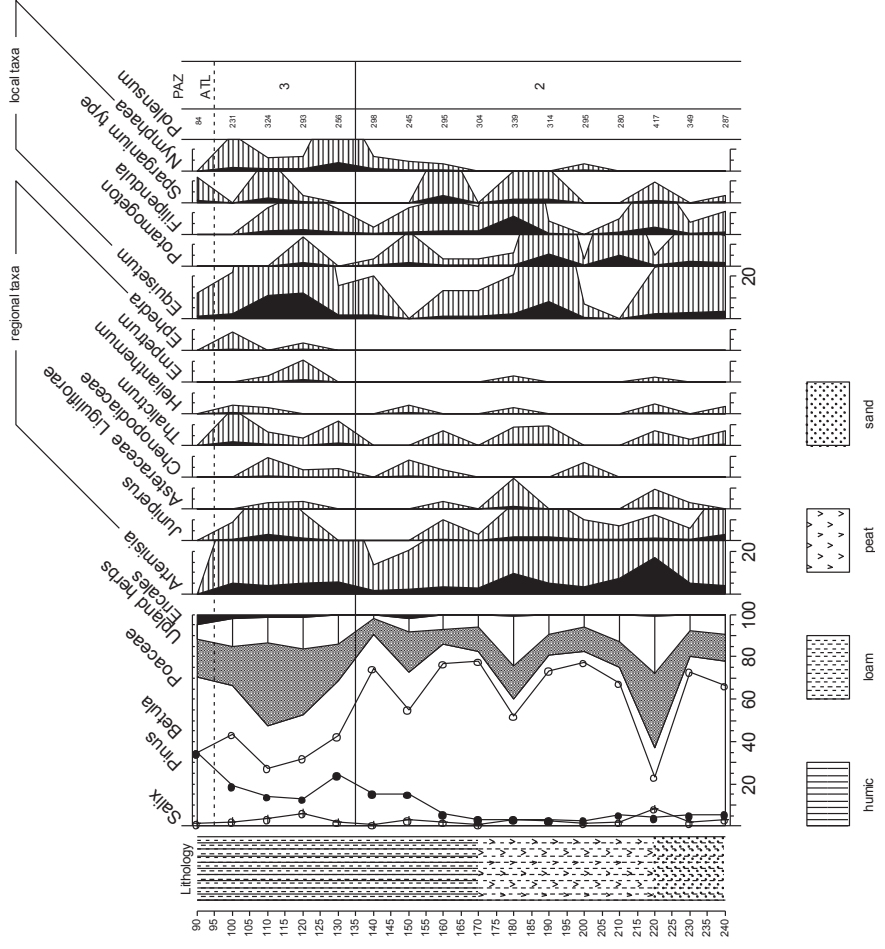 local taxa
regional taxa
PAZ
ATL
3
2
Pollensum
84
231
324
293
256
298
245
295
304
339
314
295
280
417
349
287
Nymphaea
Sparganium type
Filipendula
Potamogeton
Equisetum
20
Ephedra
Empetrum
Helianthemum
Thalictrum
Chenopodiaceae
Asteraceae Liguliflorae
Juniperus
Artemisia
20
Ericales
Upland herbs
Poaceae
Betula
Pinus
Salix
20
40
60
80
100
Lithology
90
95
100
105
110
115
120
125
130
135
140
145
150
155
160
165
170
175
180
185
190
195
200
205
210
215
220
225
230
235
240
sand
peat
loam
humic